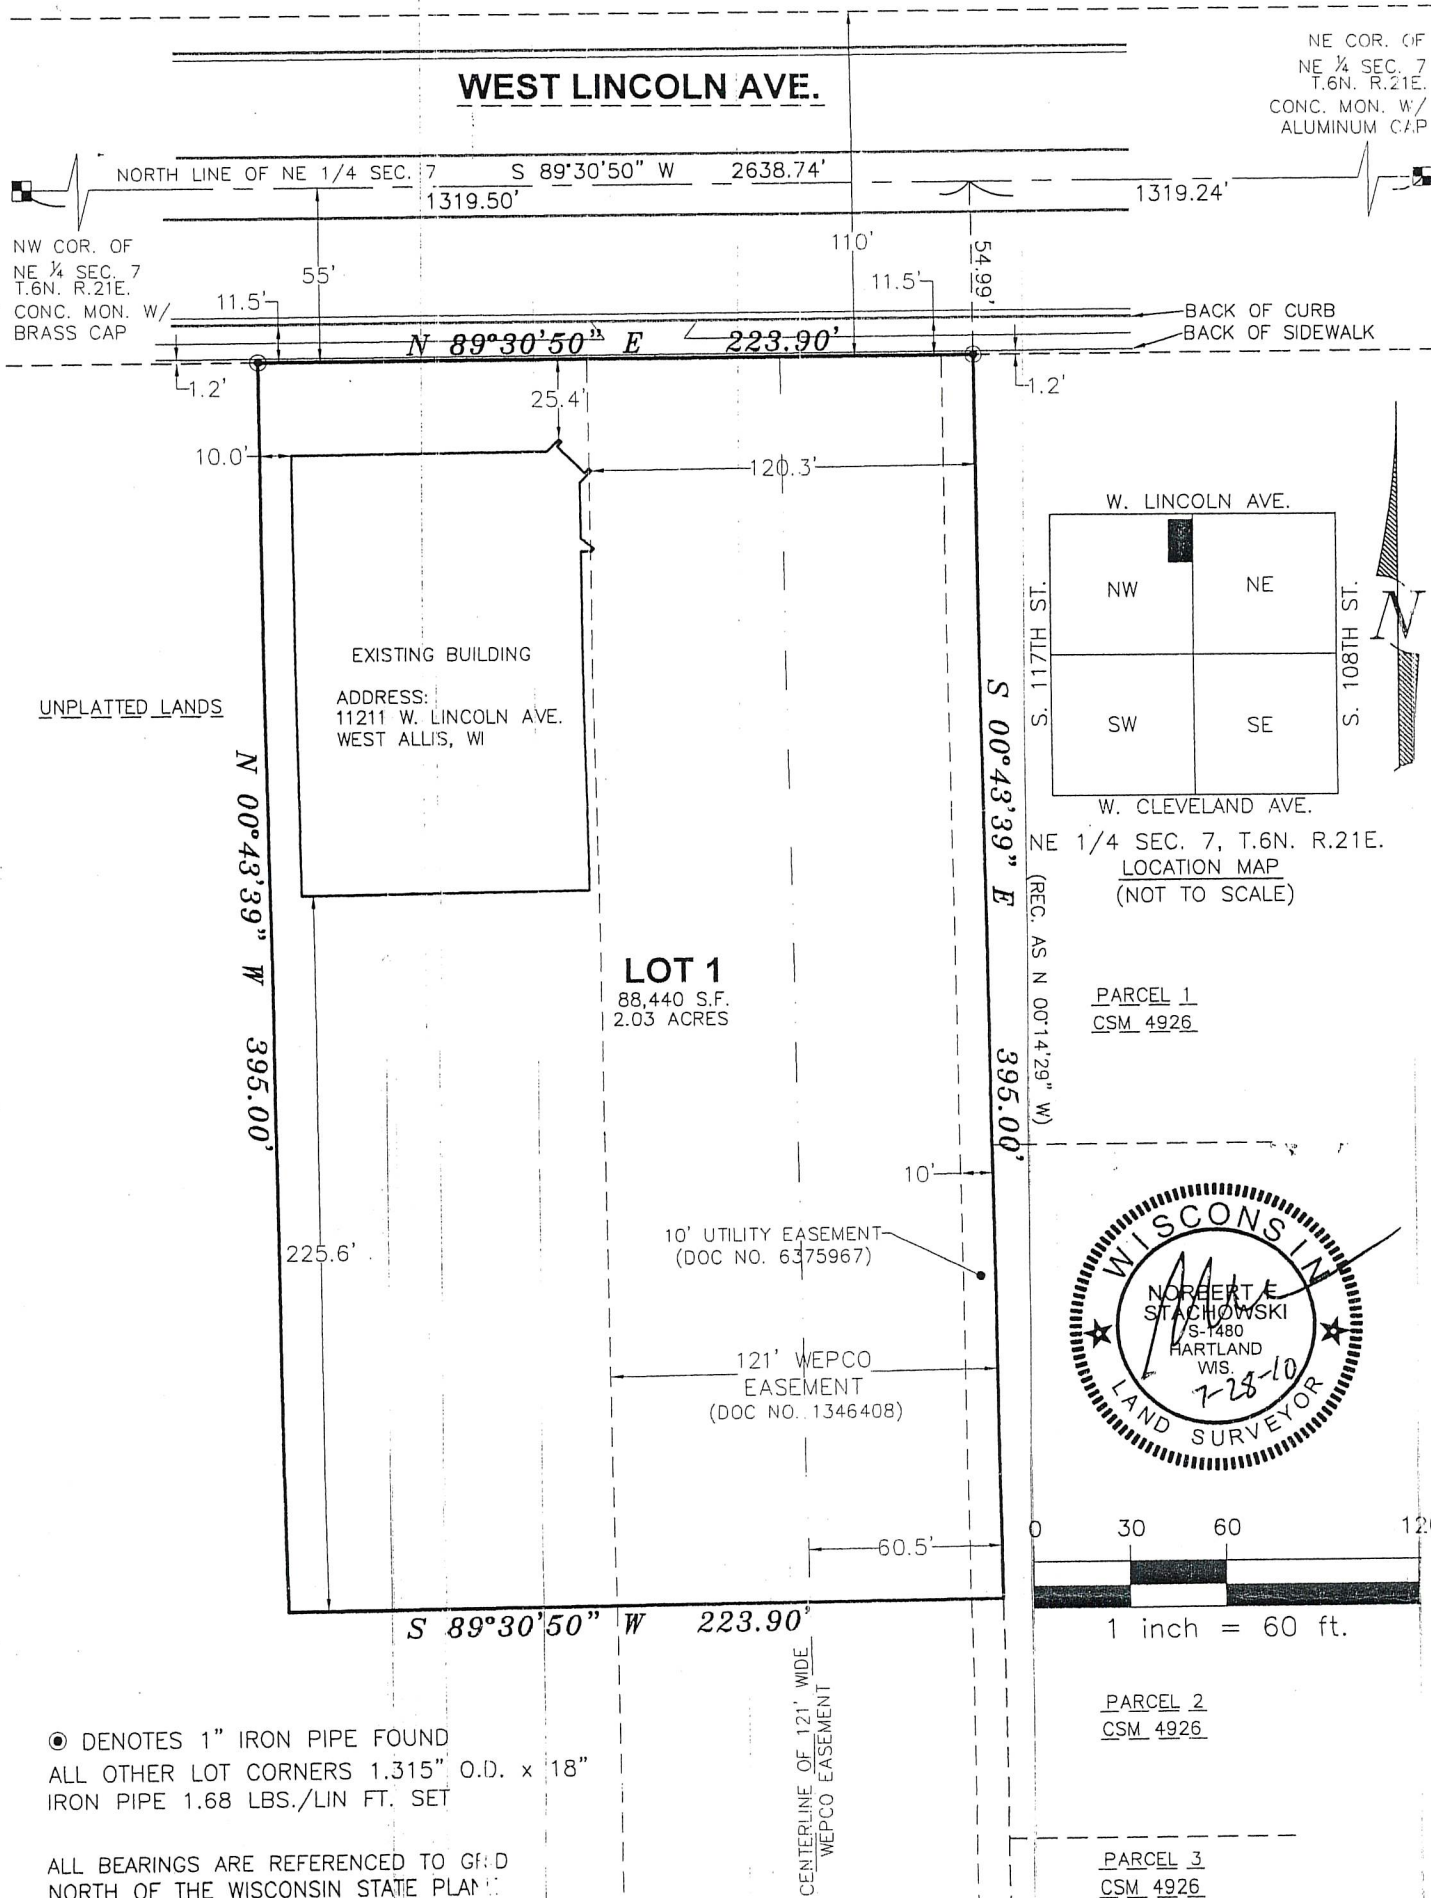 WEST LINCOLN AVE.
NE COR. OF
NE 1/4 SEC. 7
T.6N. R.21E.
CONC. MON. W/
ALUMINUM CAP
NORTH LINE OF NE 1/4 SEC. 7 S 89°30'50" W 2638.74'
1319.50'
1319.24'
NW COR. OF
NE 1/4 SEC. 7
T.6N. R.21E.
CONC. MON. W/
BRASS CAP
55'
110'
54.99'
11.5'
11.5'
BACK OF CURB
BACK OF SIDEWALK
N 89°30'50" E 223.90'
1.2'
1.2'
25.4'
10.0'
120.3'
W. LINCOLN AVE.
NW
NE
SW
SE
S. 117TH ST.
S. 108TH ST.
N
W. CLEVELAND AVE.
NE 1/4 SEC. 7, T.6N. R.21E.
LOCATION MAP
(NOT TO SCALE)
EXISTING BUILDING
ADDRESS:
11211 W. LINCOLN AVE.
WEST ALLIS, WI
UNPLATTED LANDS
N 00°43'39" W 395.00'
S 00°43'39" E 395.00'
(REC. AS N 00°14'29" W)
LOT 1
88,440 S.F.
2.03 ACRES
PARCEL 1
CSM 4926
10'
10' UTILITY EASEMENT
(DOC NO. 6375967)
225.6'
121' WEPCO
EASEMENT
(DOC NO. 1346408)
WISCONSIN
NORBERT E.
STACHOWSKI
S-1480
HARTLAND
WIS.
7-28-10
LAND SURVEYOR
60.5'
0 30 60
1 inch = 60 ft.
S 89°30'50" W 223.90'
CENTERLINE OF 121' WIDE
WEPCO EASEMENT
PARCEL 2
CSM 4926
DENOTES 1" IRON PIPE FOUND
ALL OTHER LOT CORNERS 1.315" O.D. x 18"
IRON PIPE 1.68 LBS./LIN FT. SET
ALL BEARINGS ARE REFERENCED TO GRID
NORTH OF THE WISCONSIN STATE PLANE
PARCEL 3
CSM 4926